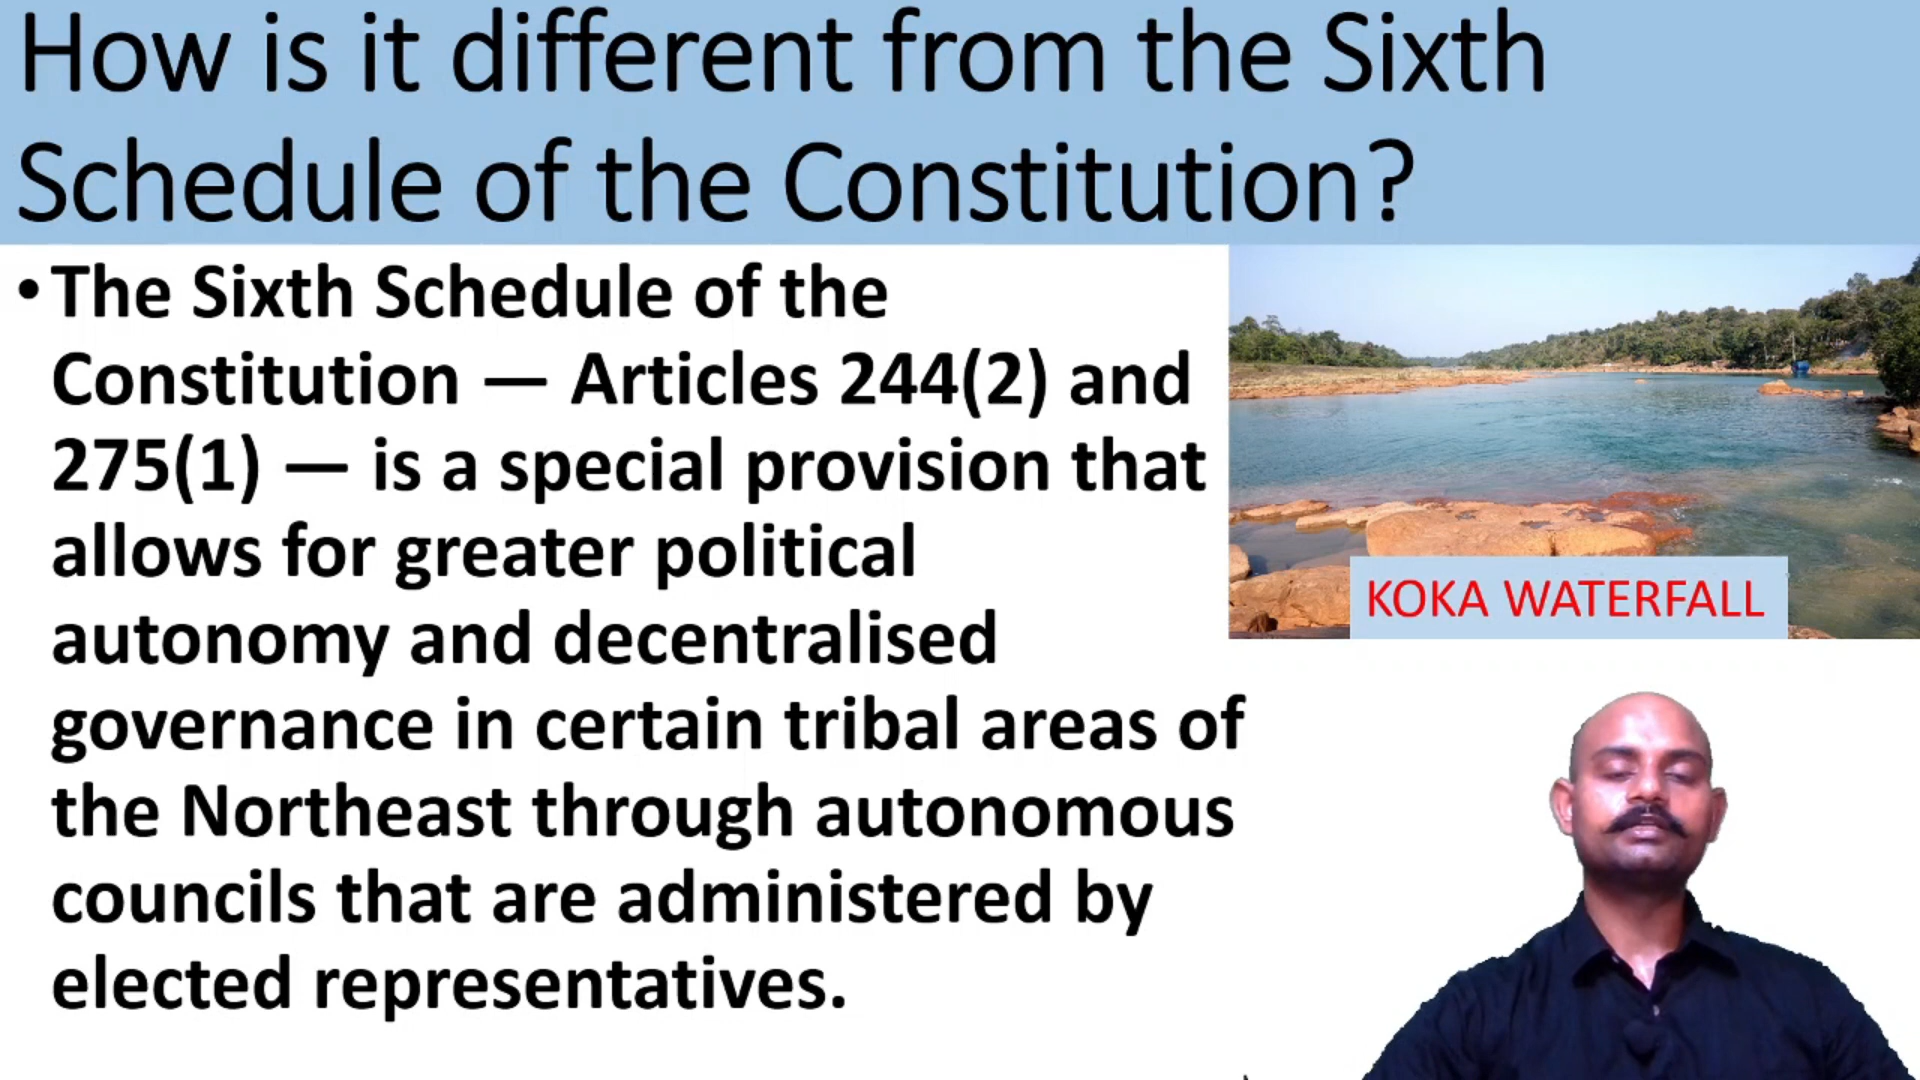 How is it different from the Sixth
Schedule of the Constitution?
• The Sixth Schedule of the
Constitution — Articles 244(2) and
275(1) — is a special provision that
allows for greater political
autonomy and decentralised
governance in certain tribal areas of
the Northeast through autonomous
councils that are administered by
elected representatives.
KOKA WATERFALL